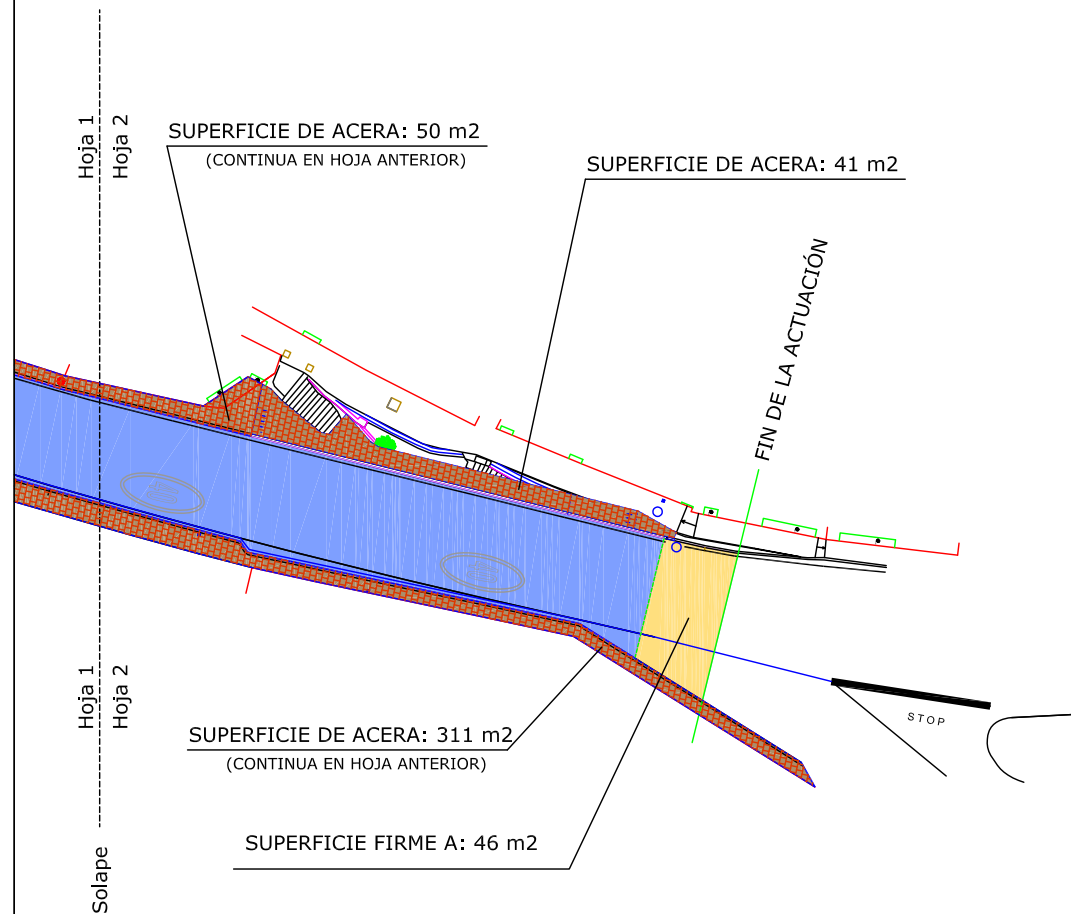 Hoja 1
Hoja 2
SUPERFICIE DE ACERA: 50 m2
(CONTINUA EN HOJA ANTERIOR)
SUPERFICIE DE ACERA: 41 m2
FIN DE LA ACTUACIÓN
Hoja 1
Hoja 2
SUPERFICIE DE ACERA: 311 m2
(CONTINUA EN HOJA ANTERIOR)
STOP
SUPERFICIE FIRME A: 46 m2
Solape